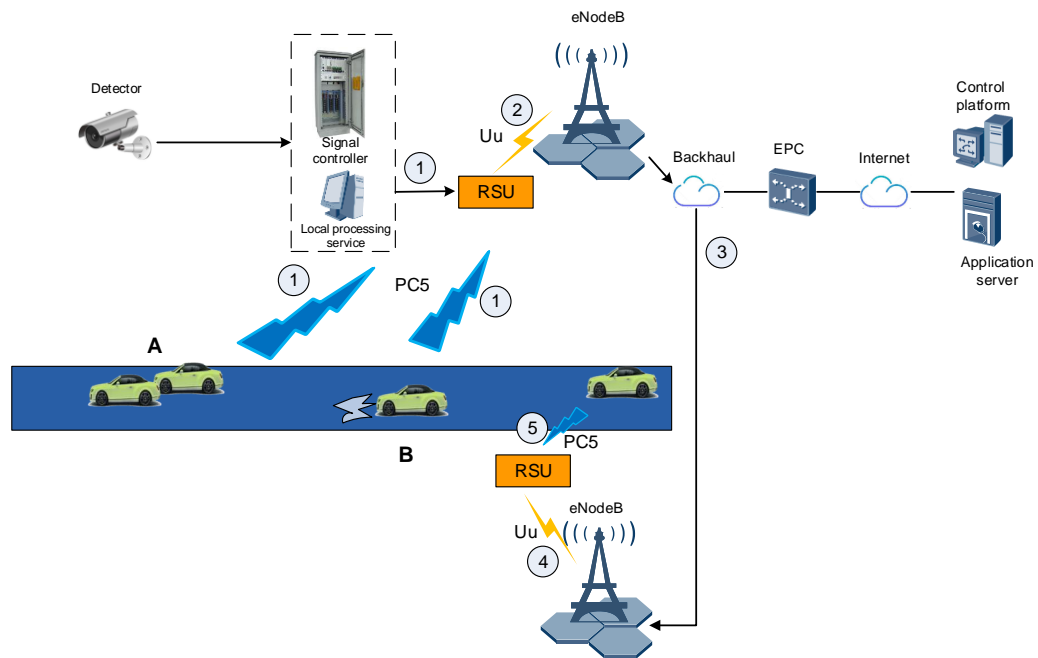 eNodeB
Detector
Control
platform
2
Uu
Signal
controller
1
RSU
Backhaul
EPC
Internet
Local processing
service
3
Application
server
1
PC5
1
A
5
PC5
B
RSU
eNodeB
Uu
4